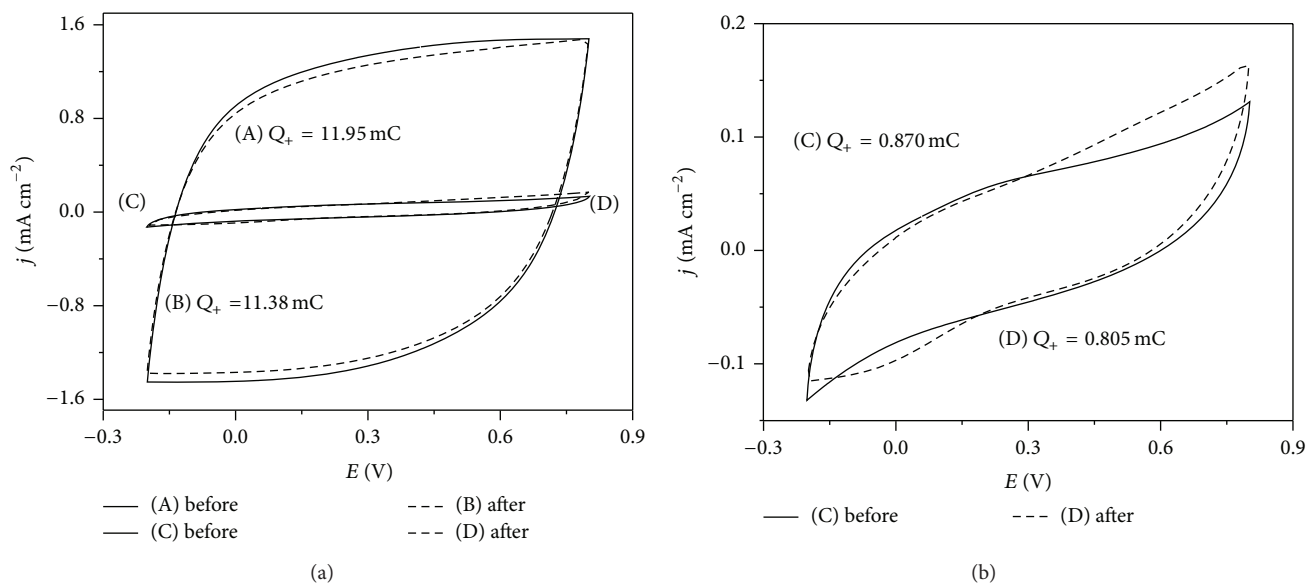 1.6
0.8
0.0
−0.8
−1.6
j (mA cm−2)
(A) Q+ = 11.95 mC
(C)
(D)
(B) Q+ =11.38 mC
−0.3
0.0
0.3
0.6
0.9
E (V)
(A) before
(B) after
(C) before
(D) after
(a)
0.2
0.1
0.0
−0.1
j (mA cm−2)
(C) Q+ = 0.870 mC
(D) Q+ = 0.805 mC
−0.3
0.0
0.3
0.6
0.9
E (V)
(C) before
(D) after
(b)